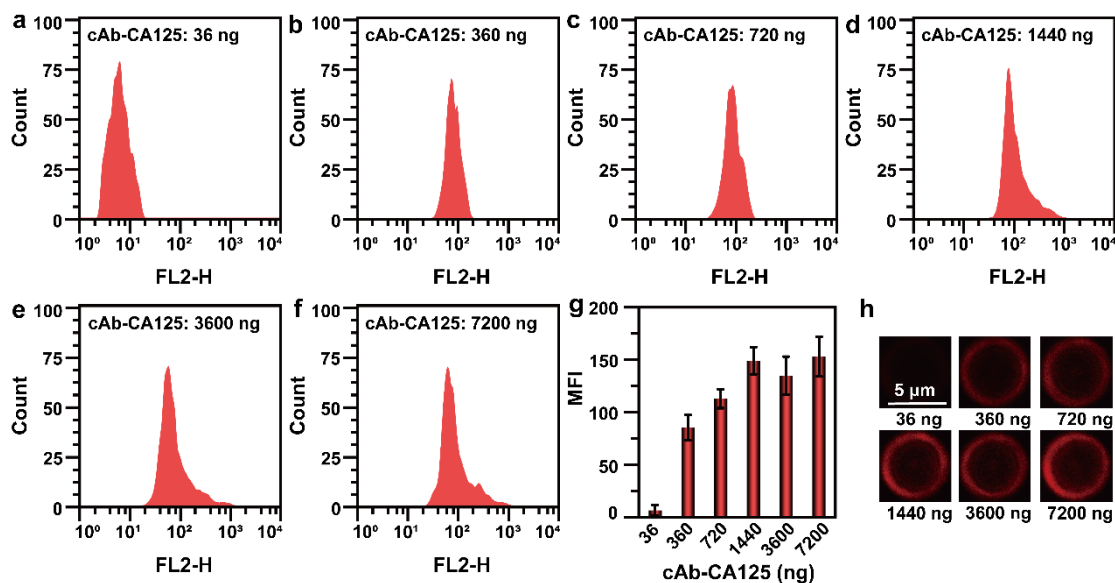 a
cAb-CA125: 36 ng
Count
100
75
50
25
0
10⁰ 10¹ 10² 10³ 10⁴
FL2-H
b
cAb-CA125: 360 ng
Count
100
75
50
25
0
10⁰ 10¹ 10² 10³ 10⁴
FL2-H
c
cAb-CA125: 720 ng
Count
100
75
50
25
0
10⁰ 10¹ 10² 10³ 10⁴
FL2-H
d
cAb-CA125: 1440 ng
Count
100
75
50
25
0
10⁰ 10¹ 10² 10³ 10⁴
FL2-H
e
cAb-CA125: 3600 ng
Count
100
75
50
25
0
10⁰ 10¹ 10² 10³ 10⁴
FL2-H
f
cAb-CA125: 7200 ng
Count
100
75
50
25
0
10⁰ 10¹ 10² 10³ 10⁴
FL2-H
g
MFI
200
150
100
50
0
36 360 720 1440 3600 7200
cAb-CA125 (ng)
h
5 μm
36 ng 360 ng 720 ng
1440 ng 3600 ng 7200 ng